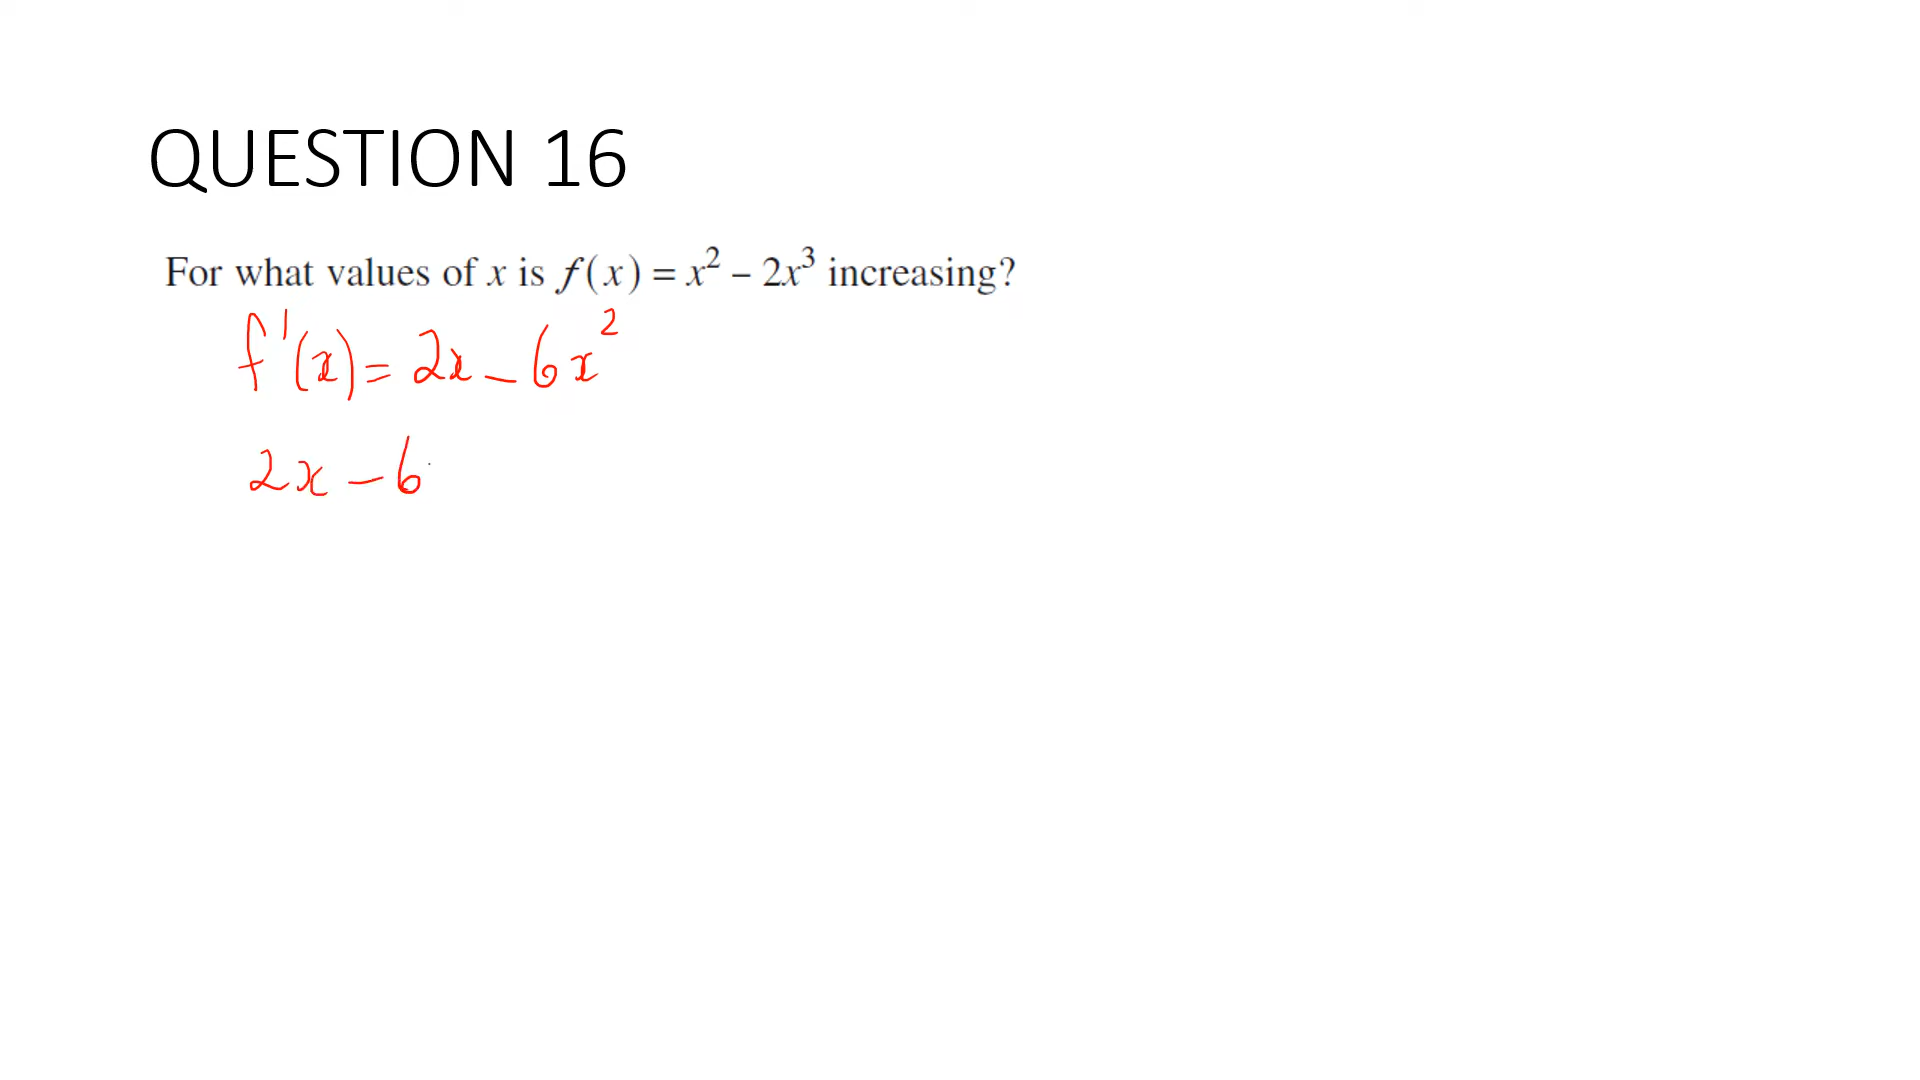 QUESTION 16
For what values of x is f(x) = x² − 2x³ increasing?
f'(x) = 2x − 6x²
2x − 6